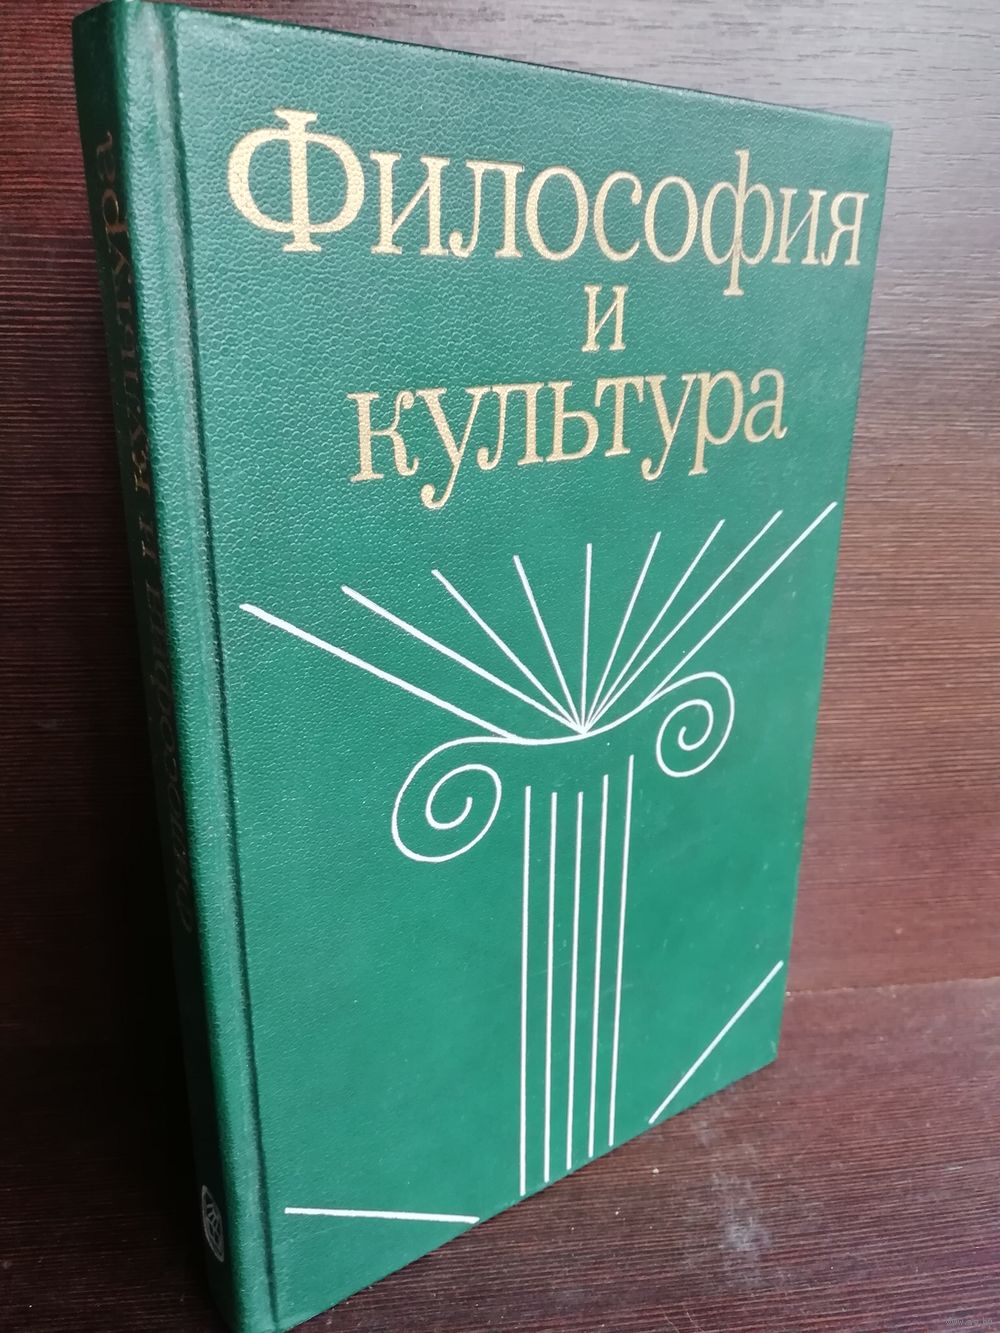 Философия
и
культура
Философия и культура